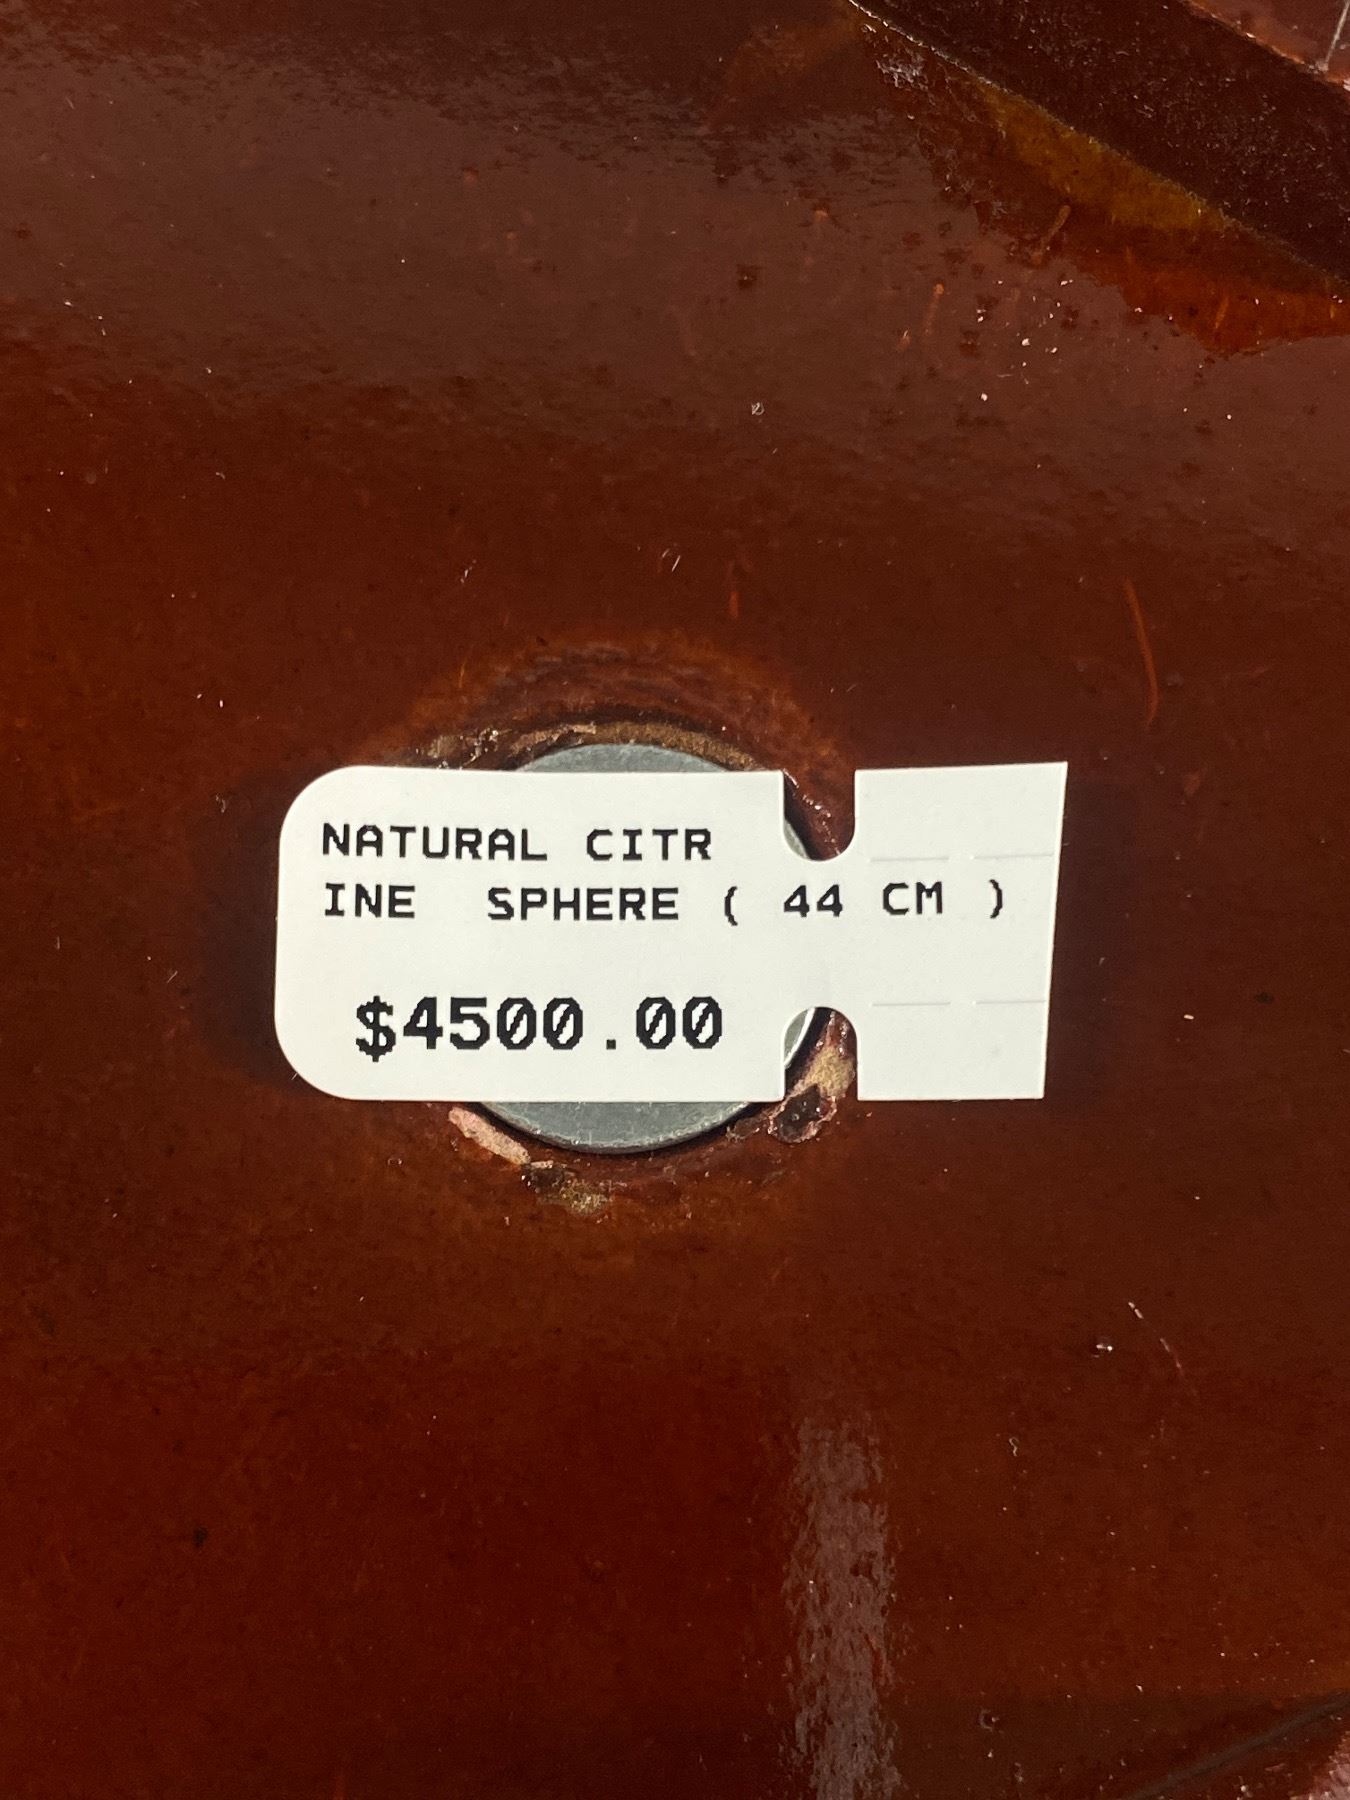 NATURAL CITR
INE SPHERE ( 44 CM )
$4500.00